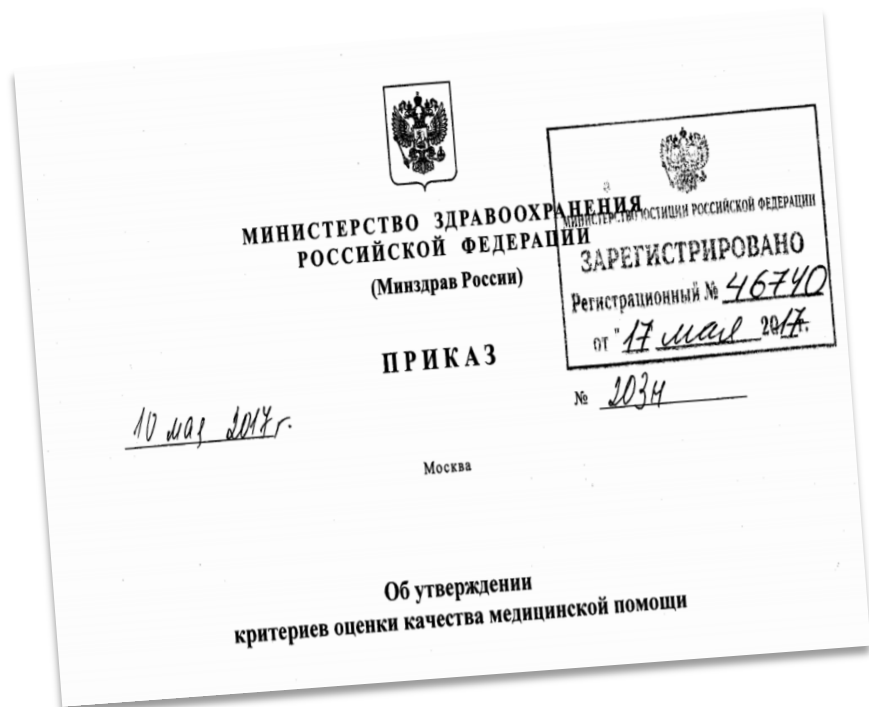 МИНИСТЕРСТВО ЗДРАВООХРАНЕНИЯ
РОССИЙСКОЙ ФЕДЕРАЦИИ
(Минздрав России)
МИНИСТЕРСТВО ЮСТИЦИИ РОССИЙСКОЙ ФЕДЕРАЦИИ
ЗАРЕГИСТРИРОВАНО
Регистрационный № 46740
от "17 мая 2017г.
ПРИКАЗ
10 мая 2017г.
№ 203н
Москва
Об утверждении
критериев оценки качества медицинской помощи